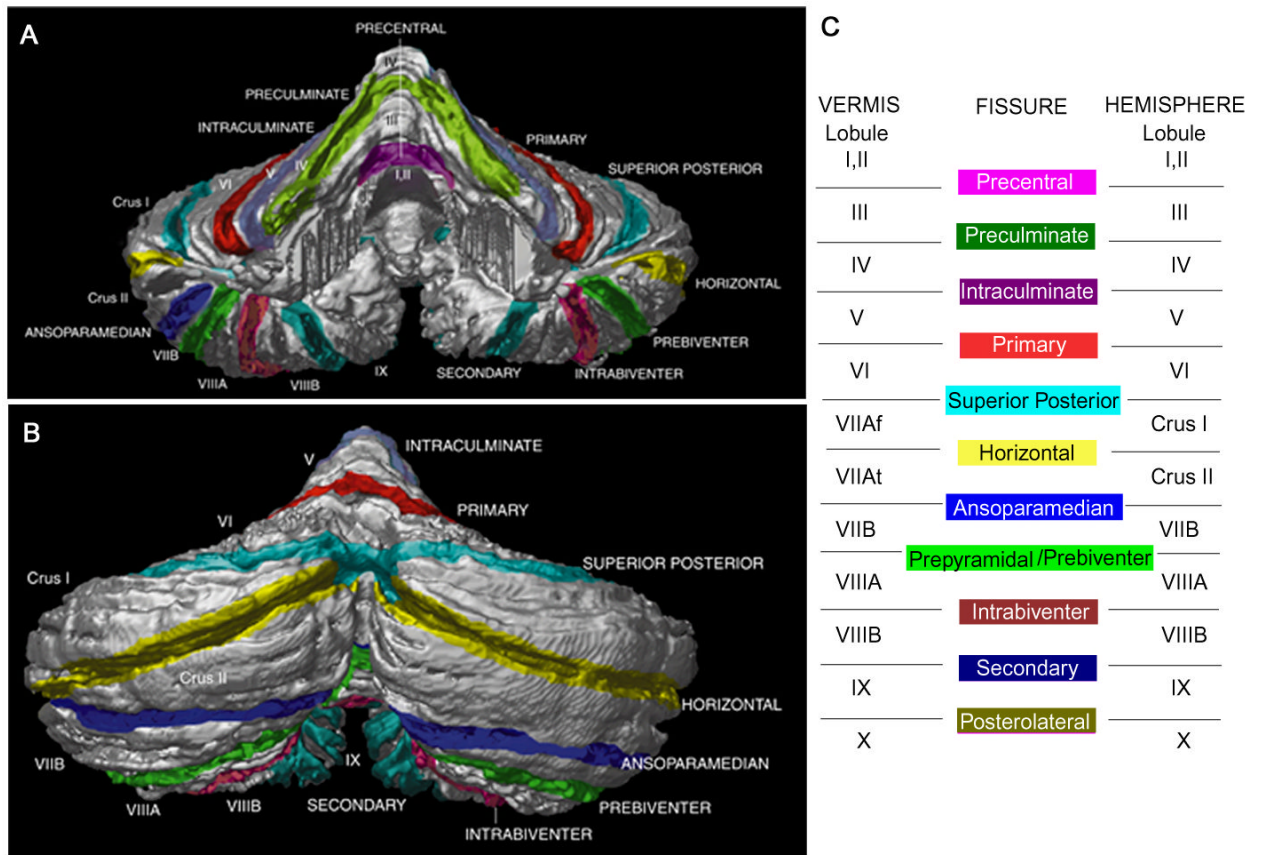 A
PRECENTRAL
IV
PRECULMINATE
III
INTRACULMINATE
PRIMARY
IV
I,II
V
VI
SUPERIOR POSTERIOR
Crus I
HORIZONTAL
Crus II
ANSOPARAMEDIAN
PREBITENTER
VIIB
VIIIA
VIIIB
IX
SECONDARY
INTRABIVENTER
B
INTRACULMINATE
V
PRIMARY
VI
SUPERIOR POSTERIOR
Crus I
Crus II
HORIZONTAL
VIIB
IX
ANSOPARAMEDIAN
VIIIA
VIIIB
SECONDARY
PREBIVENTER
INTRABIVENTER
C
VERMIS FISSURE HEMISPHERE
Lobule Lobule
I,II I,II
Precentral
III III
Preculminate
IV IV
Intraculminate
V V
Primary
VI VI
Superior Posterior
VIIAf Crus I
Horizontal
VIIAt Crus II
Ansoparamedian
VIIB VIIB
Prepyramidal/Prebiventer
VIIIA VIIIA
Intrabiventer
VIIIB VIIIB
Secondary
IX IX
Posterolateral
X X